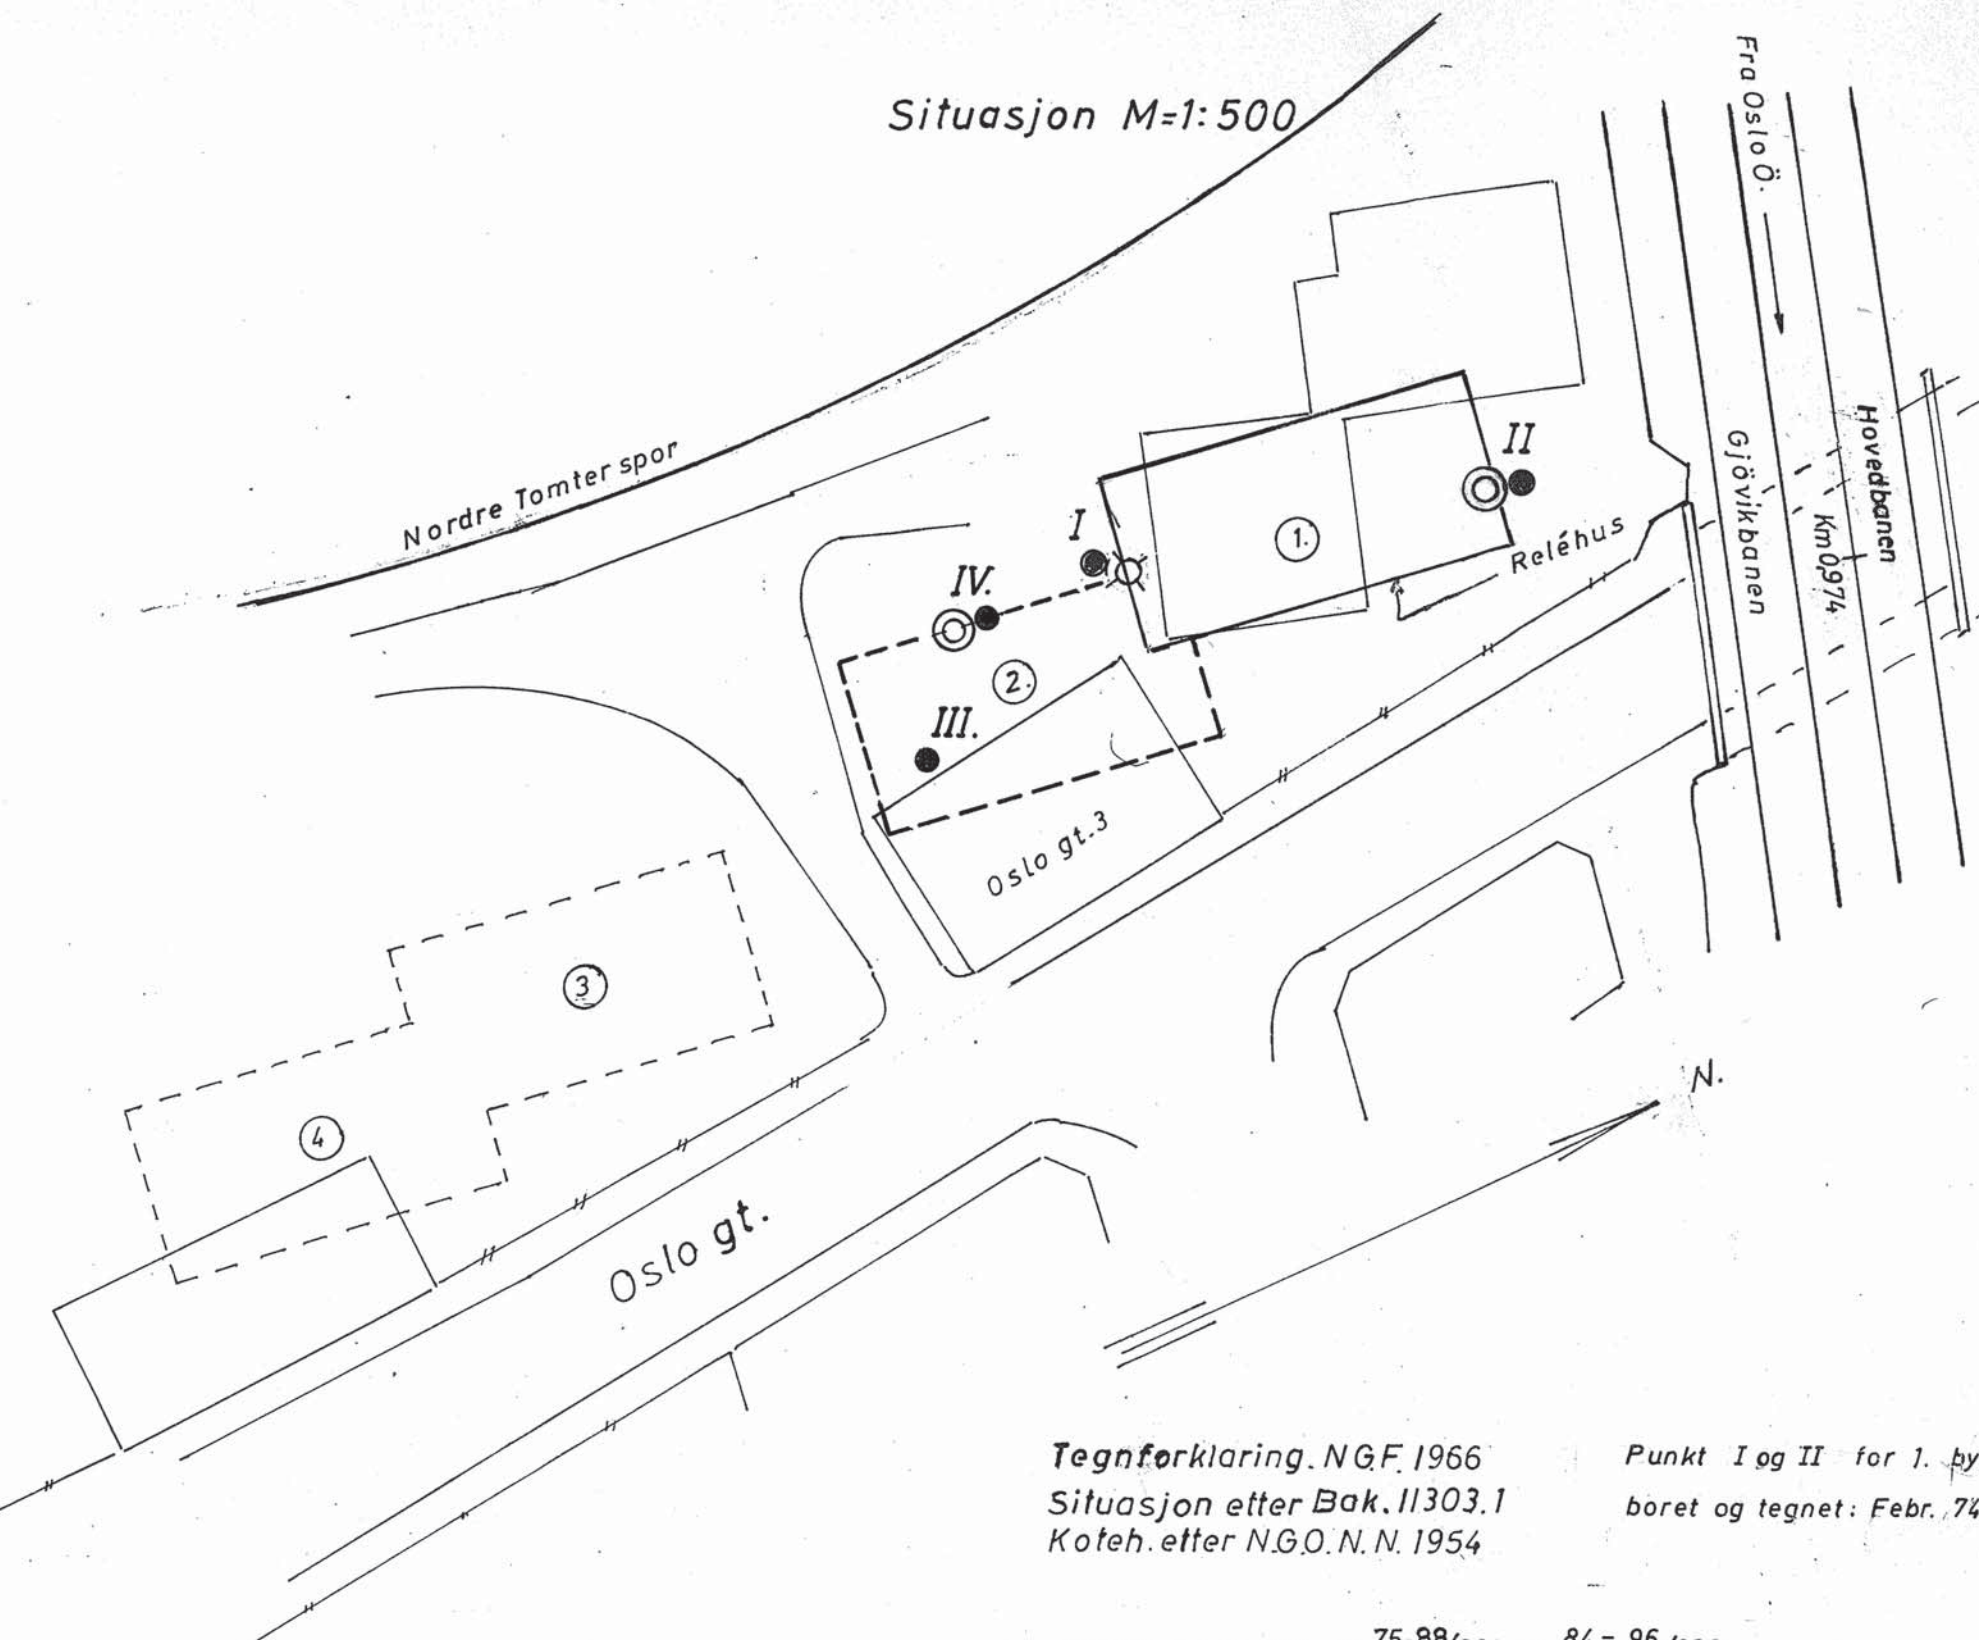 Situasjon M=1:500
Fra Oslo Ö.
Nordre Tomter spor
II
I
1.
IV.
Reléhus
Gjövikbanen
Km 0,974
Hovedbanen
2.
III.
Oslo gt. 3
3
4
N.
Oslo gt.
Tegnforklaring. N.G.F. 1966
Situasjon etter Bak. 11303.1
Koteh. etter N.G.O. N.N. 1954
Punkt I og II for 1. by
boret og tegnet: Febr. 74